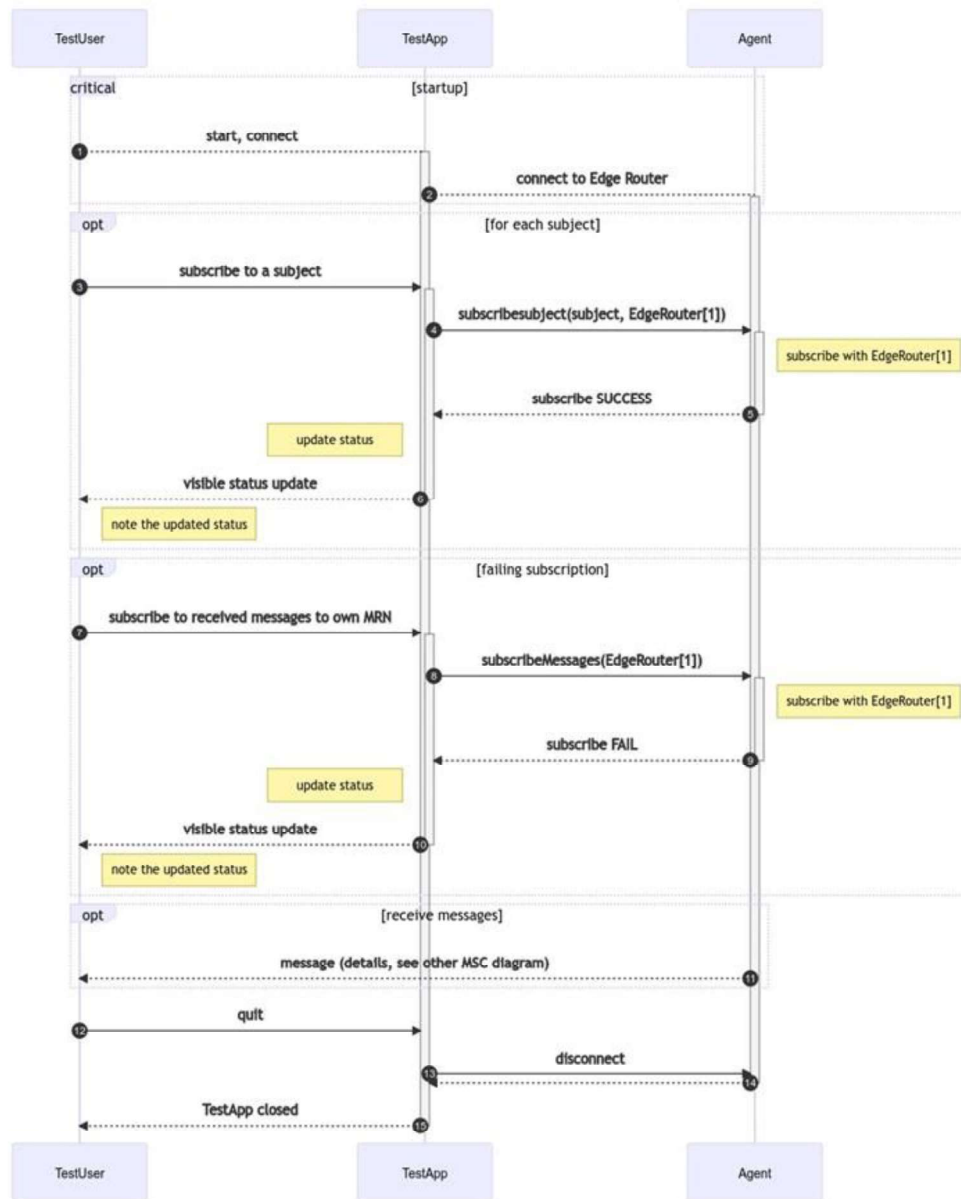 TestUser
TestApp
Agent
critical
[startup]
1
start, connect
2
connect to Edge Router
opt
[for each subject]
3
subscribe to a subject
4
subscribesubject(subject, EdgeRouter[1])
subscribe with EdgeRouter[1]
5
subscribe SUCCESS
update status
6
visible status update
note the updated status
opt
[failing subscription]
7
subscribe to received messages to own MRN
8
subscribeMessages(EdgeRouter[1])
subscribe with EdgeRouter[1]
9
subscribe FAIL
update status
10
visible status update
note the updated status
opt
[receive messages]
message (details, see other MSC diagram)
11
12
quit
13
disconnect
14
TestApp closed
15
TestUser
TestApp
Agent